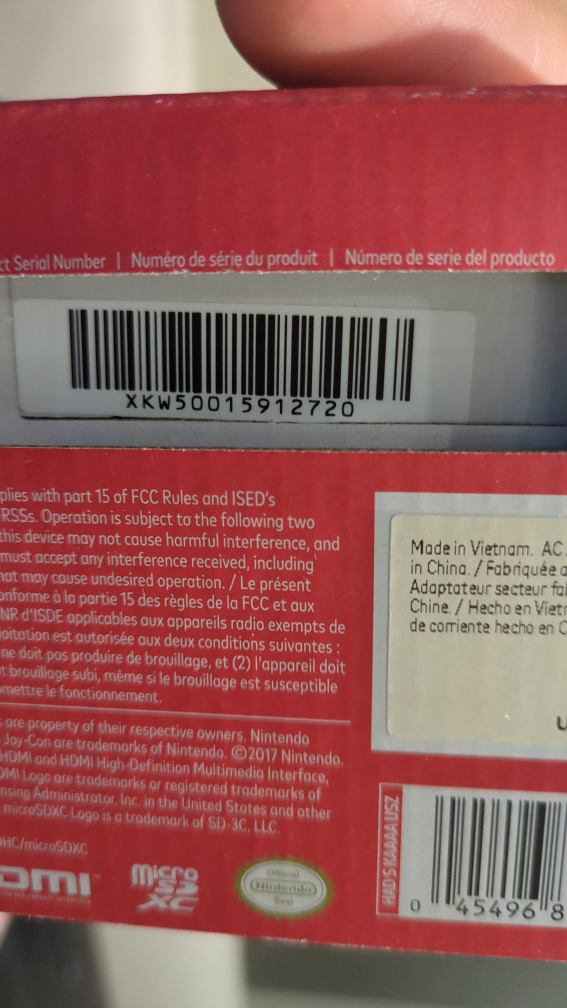 ct Serial Number | Numéro de série du produit | Número de serie del producto
XKW50015912720
plies with part 15 of FCC Rules and ISED's
RSSs. Operation is subject to the following two
this device may not cause harmful interference, and
must accept any interference received, including
hat may cause undesired operation. / Le présent
onforme à la partie 15 des règles de la FCC et aux
NR d'ISDE applicables aux appareils radio exempts de
oitation est autorisée aux deux conditions suivantes :
ne doit pas produire de brouillage, et (2) l'appareil doit
t brouillage subi, même si le brouillage est susceptible
mettre le fonctionnement.
s are property of their respective owners. Nintendo
Joy-Con are trademarks of Nintendo. ©2017 Nintendo.
HDMI and HDMI High-Definition Multimedia Interface,
DMI Logo are trademarks or registered trademarks of
nsing Administrator, Inc. in the United States and other
microSDXC Logo is a trademark of SD-3C, LLC.
HC/microSDXC
Made in Vietnam. AC
in China. / Fabriquée a
Adaptateur secteur fa
Chine. / Hecho en Viet
de corriente hecho en C
U
HAD S KAAAA USZ
0 45496 8
DMI
Micro
SD
XC
Official
Nintendo
Seal